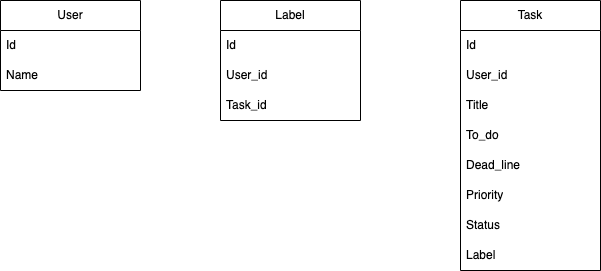 User
Id
Name
Label
Id
User_id
Task_id
Task
Id
User_id
Title
To_do
Dead_line
Priority
Status
Label